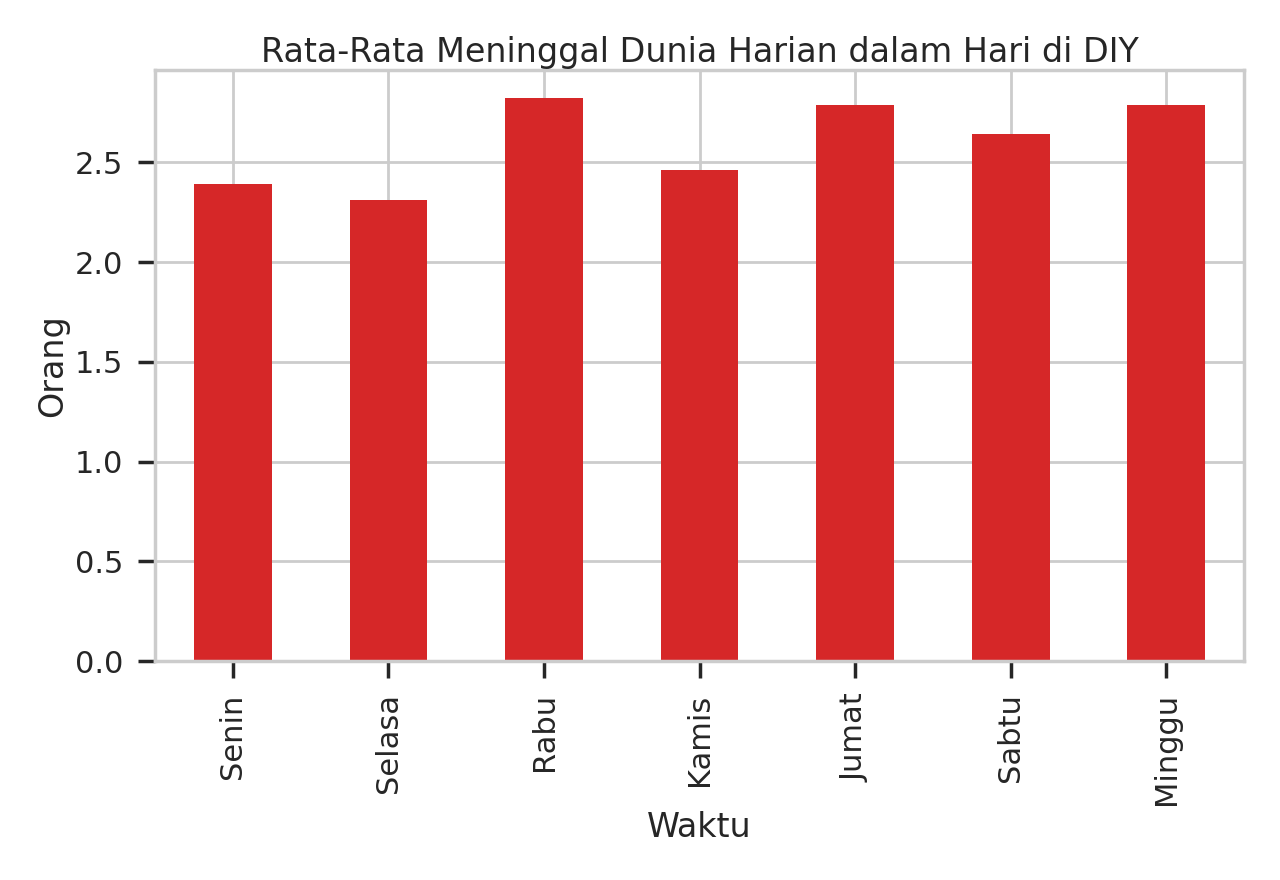 Rata-Rata Meninggal Dunia Harian dalam Hari di DIY
Orang
2.5
2.0
1.5
1.0
0.5
0.0
Senin
Selasa
Rabu
Kamis
Jumat
Sabtu
Minggu
Waktu